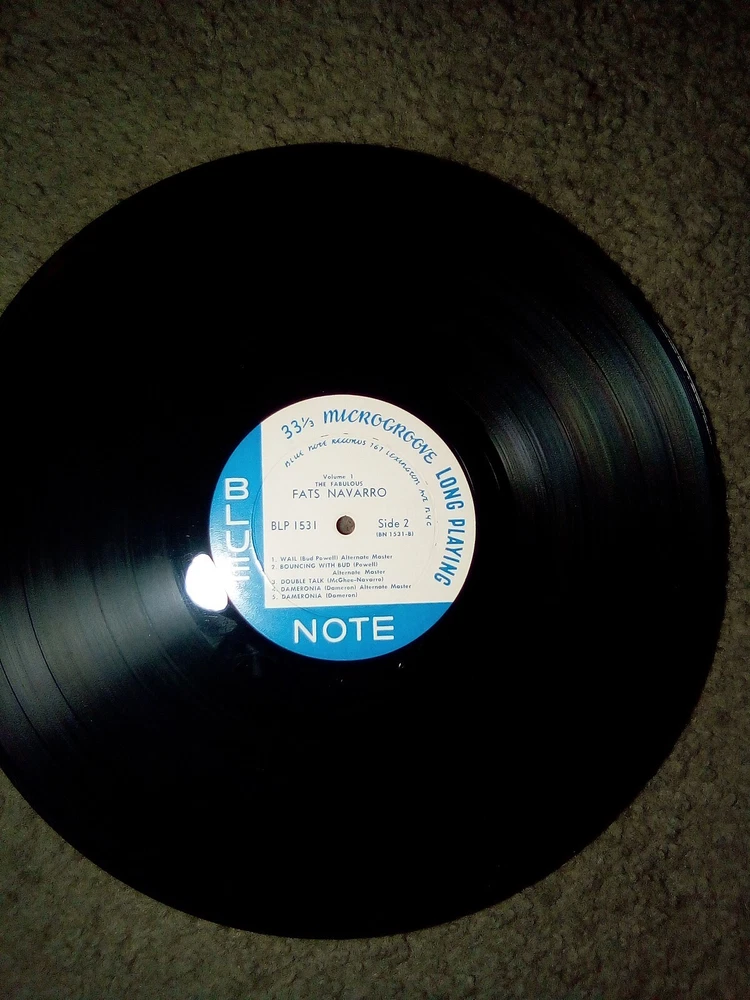 33⅓ MICROGROOVE LONG PLAYING
BLUE NOTE RECORDS 767 LEXINGTON AVE N.Y.C.
Volume 1
THE FABULOUS
FATS NAVARRO
BLP 1531
Side 2
(BN 1531-B)
1. WAIL (Bud Powell) Alternate Master
2. BOUNCING WITH BUD (Powell)
Alternate Master
3. DOUBLE TALK (McGhee-Navarro)
4. DAMERONIA (Dameron) Alternate Master
5. DAMERONIA (Dameron)
BLUE
NOTE